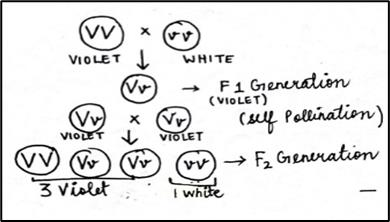 VV × vv
VIOLET WHITE
Vv → F1 Generation
(VIOLET)
Vv × Vv (self Pollination)
VIOLET VIOLET
VV Vv Vv vv → F2 Generation
3 Violet 1 White